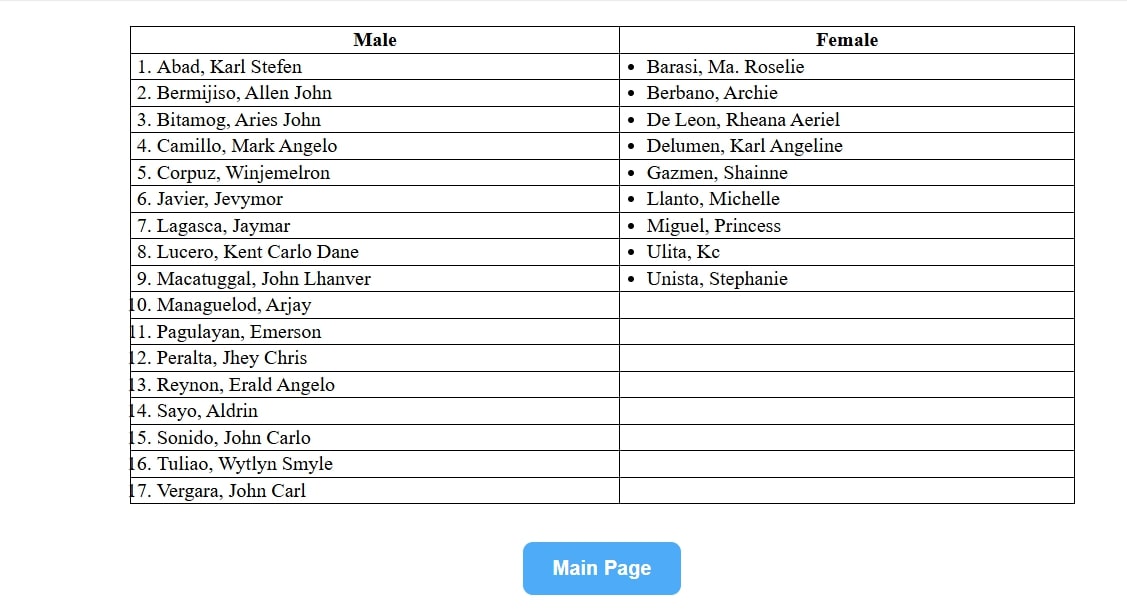 Male Female
1. Abad, Karl Stefen • Barasi, Ma. Roselie
2. Bermijiso, Allen John • Berbano, Archie
3. Bitamog, Aries John • De Leon, Rheana Aeriel
4. Camillo, Mark Angelo • Delumen, Karl Angeline
5. Corpuz, Winjemelron • Gazmen, Shainne
6. Javier, Jevymor • Llanto, Michelle
7. Lagasca, Jaymar • Miguel, Princess
8. Lucero, Kent Carlo Dane • Ulita, Kc
9. Macatuggal, John Lhanver • Unista, Stephanie
10. Managuelod, Arjay
11. Pagulayan, Emerson
12. Peralta, Jhey Chris
13. Reynon, Erald Angelo
14. Sayo, Aldrin
15. Sonido, John Carlo
16. Tuliao, Wytlyn Smyle
17. Vergara, John Carl
Main Page